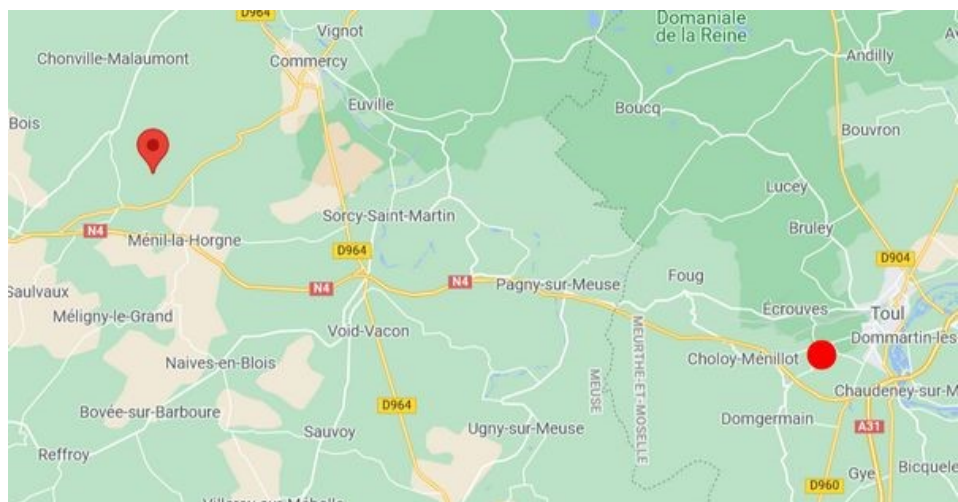 D964
Domaniale
de la Reine
Vignot
Chonville-Malaumont
Commercy
Andilly
Euville
Boucq
Bois
Bouvron
Lucey
Sorcy-Saint-Martin
Bruley
N4
Ménil-la-Horgne
D964
D904
Foug
N4
N4
Pagny-sur-Meuse
Saulvaux
Écrouves
Méligny-le-Grand
Toul
Void-Vacon
MEURTHE-ET-MOSELLE
Dommartin-lès
Naives-en-Blois
MEUSE
Choloy-Ménillot
Chaudeney-sur-M
D964
Bovée-sur-Barboure
Domgermain
Sauvoy
Ugny-sur-Meuse
A31
Reffroy
Gye
Bicquele
D960